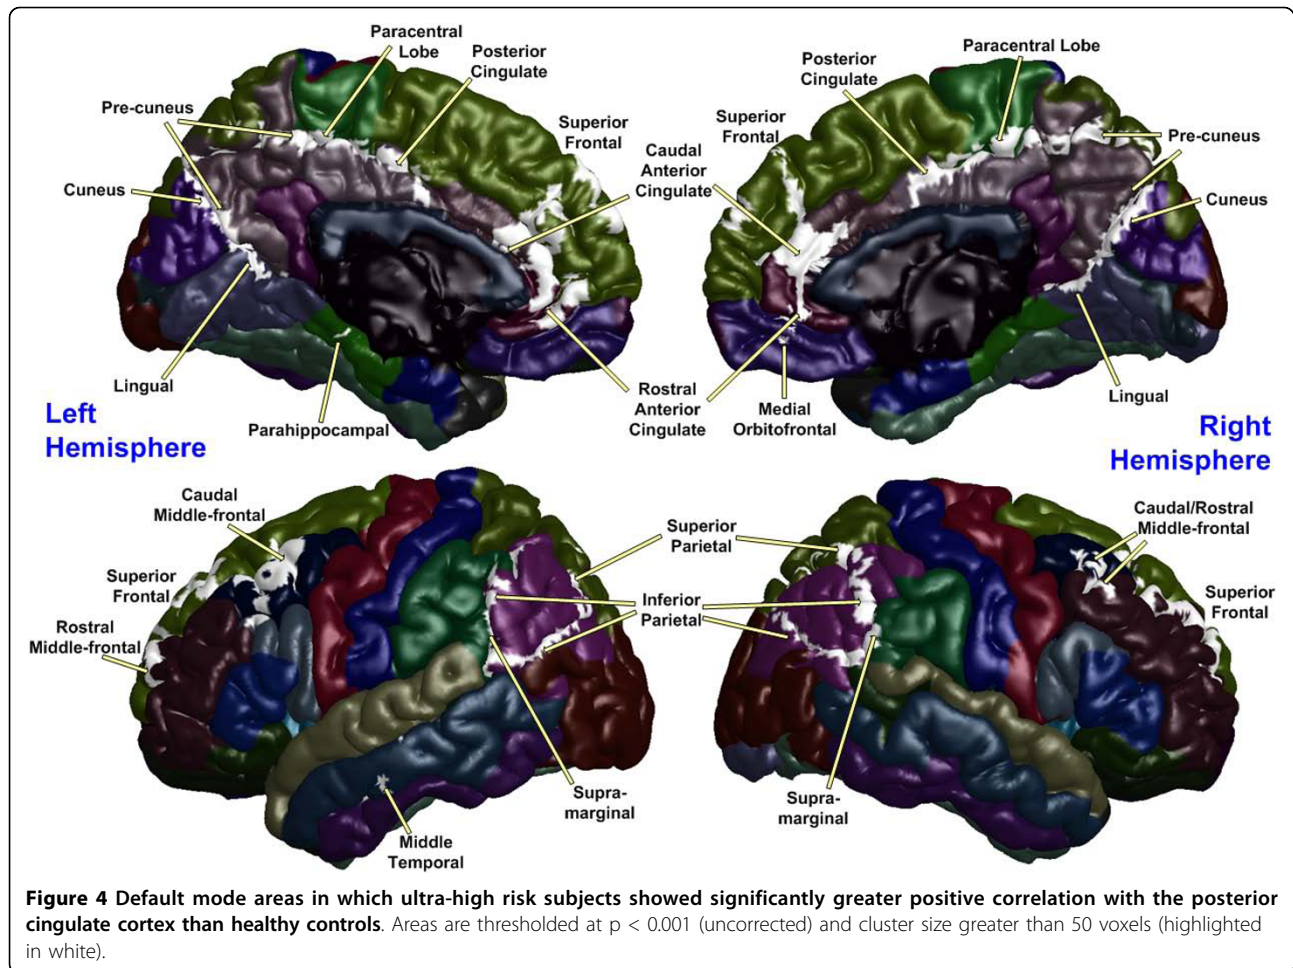 Paracentral
Lobe
Posterior
Cingulate
Pre-cuneus
Superior
Frontal
Cuneus
Caudal
Anterior
Cingulate
Lingual
Parahippocampal
Rostral
Anterior
Cingulate
Left
Hemisphere
Paracentral Lobe
Posterior
Cingulate
Superior
Frontal
Pre-cuneus
Cuneus
Medial
Orbitofrontal
Lingual
Right
Hemisphere
Caudal
Middle-frontal
Superior
Frontal
Rostral
Middle-frontal
Superior
Parietal
Inferior
Parietal
Supra-
marginal
Middle
Temporal
Caudal/Rostral
Middle-frontal
Superior
Frontal
Supra-
marginal
Figure 4 Default mode areas in which ultra-high risk subjects showed significantly greater positive correlation with the posterior
cingulate cortex than healthy controls. Areas are thresholded at p < 0.001 (uncorrected) and cluster size greater than 50 voxels (highlighted
in white).